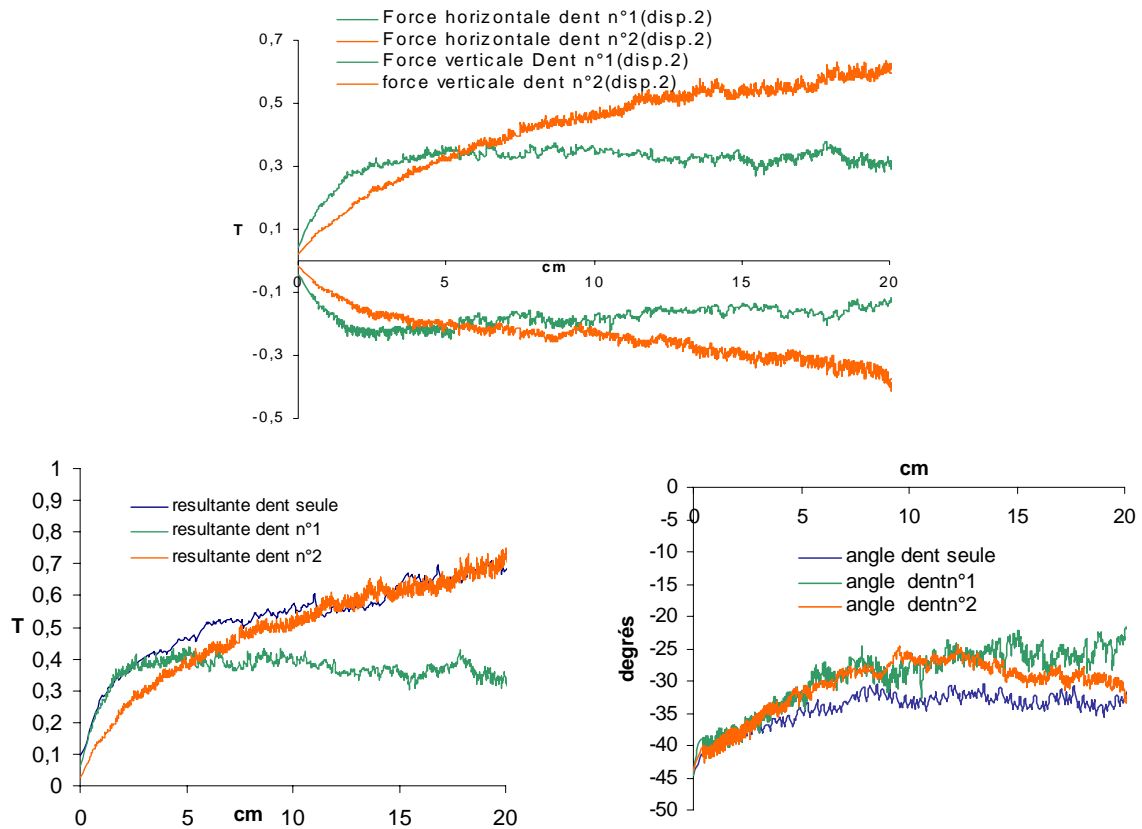 Force horizontale dent n°1(disp.2)
Force horizontale dent n°2(disp.2)
Force verticale Dent n°1(disp.2)
force verticale dent n°2(disp.2)
0,7
0,5
0,3
0,1
T
-0,1
-0,3
-0,5
0
5
10
15
20
cm
1
0,9
0,8
0,7
0,6
0,5
0,4
0,3
0,2
0,1
0
T
resultante dent seule
resultante dent n°1
resultante dent n°2
0
5
10
15
20
cm
cm
0
-5
-10
-15
-20
-25
-30
-35
-40
-45
-50
degrés
0
5
10
15
20
angle dent seule
angle dentn°1
angle dentn°2